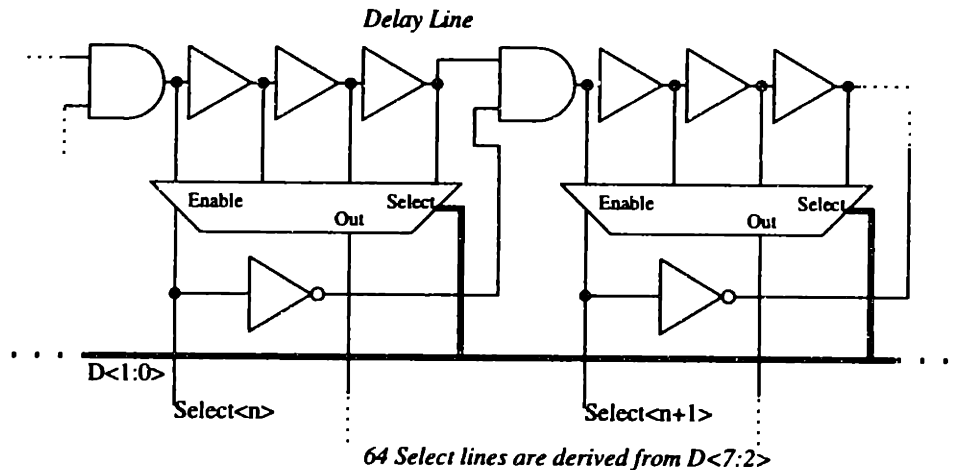 Delay Line
Enable
Select
Out
Enable
Select
Out
D<1:0>
Select<n>
Select<n+1>
64 Select lines are derived from D<7:2>